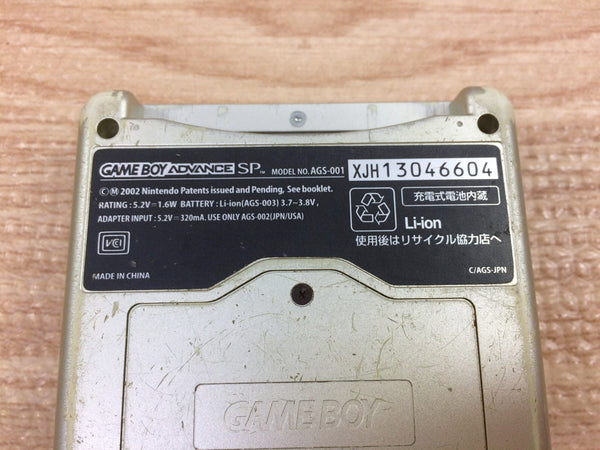 GAME BOY ADVANCE SP™ MODEL NO. AGS-001 XJH13046604
©Ⓜ 2002 Nintendo Patents issued and Pending, See booklet.
RATING : 5.2V⎓1.6W BATTERY : Li-ion(AGS-003) 3.7~3.8V,
ADAPTER INPUT : 5.2V⎓320mA. USE ONLY AGS-002(JPN/USA)
VCI
MADE IN CHINA
充電式電池内蔵
Li-ion
使用後はリサイクル協力店へ
C/AGS-JPN
GAME BOY